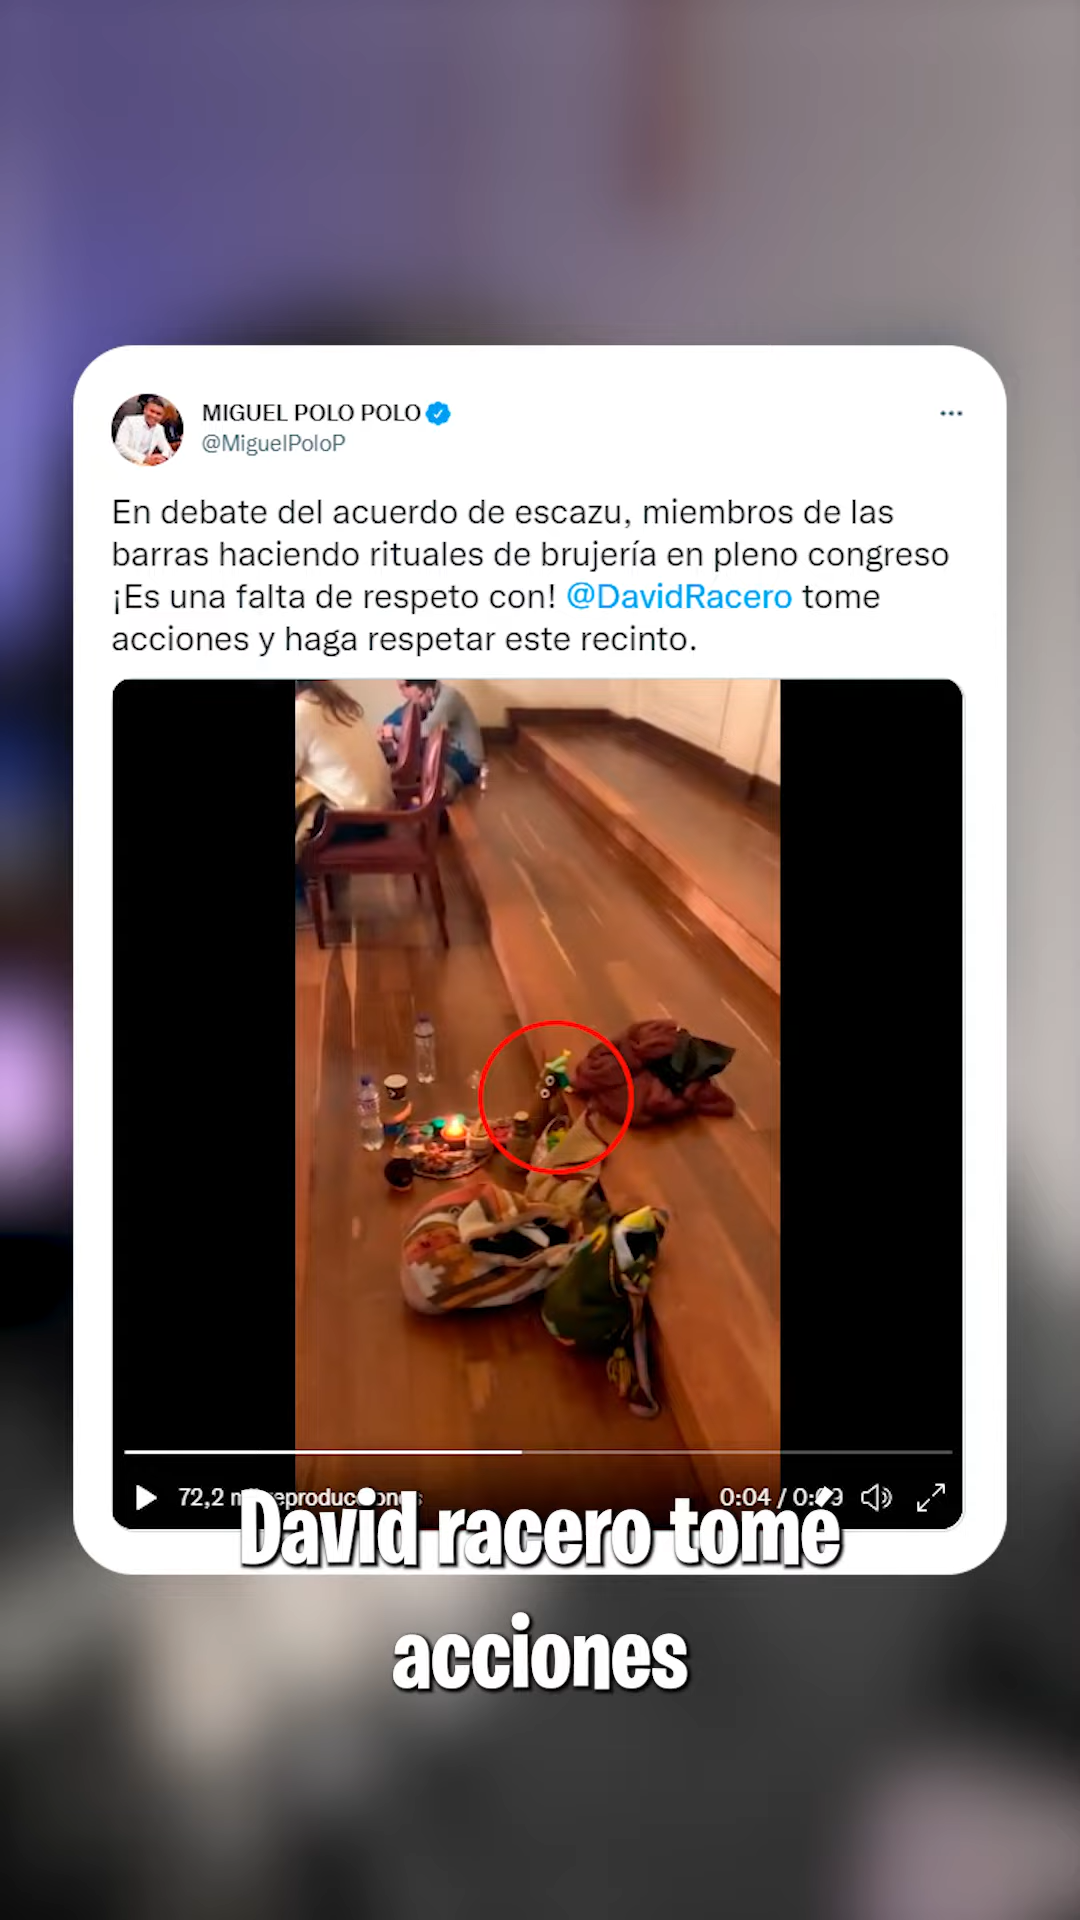 MIGUEL POLO POLO
@MiguelPoloP
En debate del acuerdo de escazu, miembros de las
barras haciendo rituales de brujería en pleno congreso
¡Es una falta de respeto con! @DavidRacero tome
acciones y haga respetar este recinto.
72,2
0:04 / 0:
David racero tomé
acciones